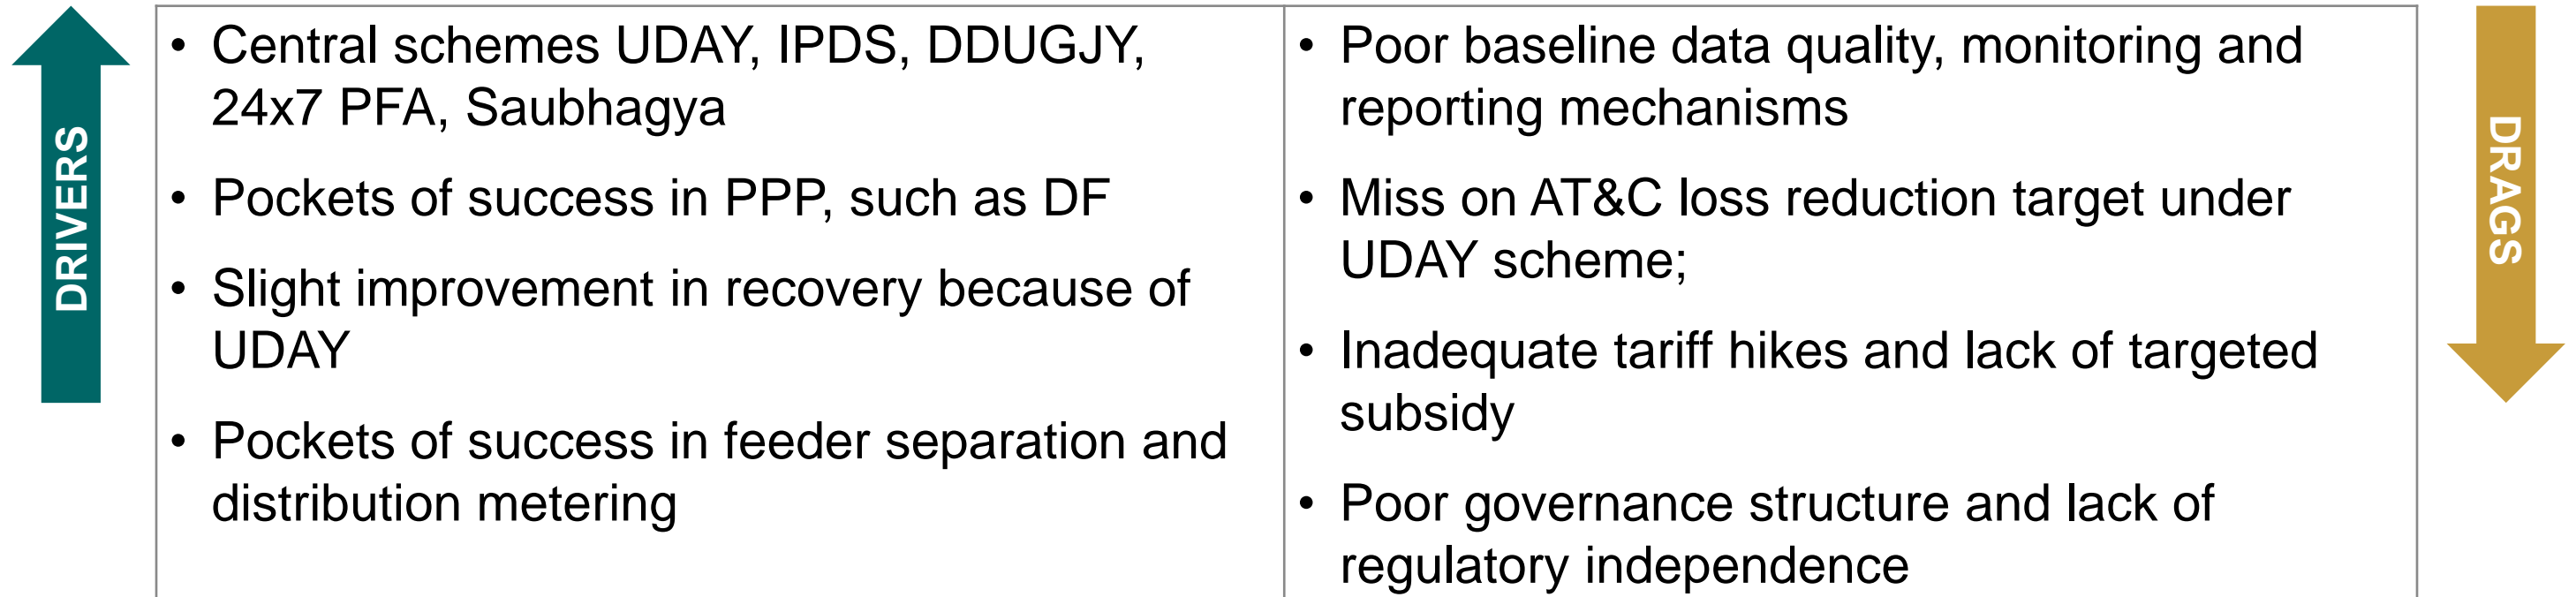 DRIVERS
• Central schemes UDAY, IPDS, DDUGJY,
24x7 PFA, Saubhagya
• Pockets of success in PPP, such as DF
• Slight improvement in recovery because of
UDAY
• Pockets of success in feeder separation and
distribution metering
• Poor baseline data quality, monitoring and
reporting mechanisms
• Miss on AT&C loss reduction target under
UDAY scheme;
• Inadequate tariff hikes and lack of targeted
subsidy
• Poor governance structure and lack of
regulatory independence
DRAGS